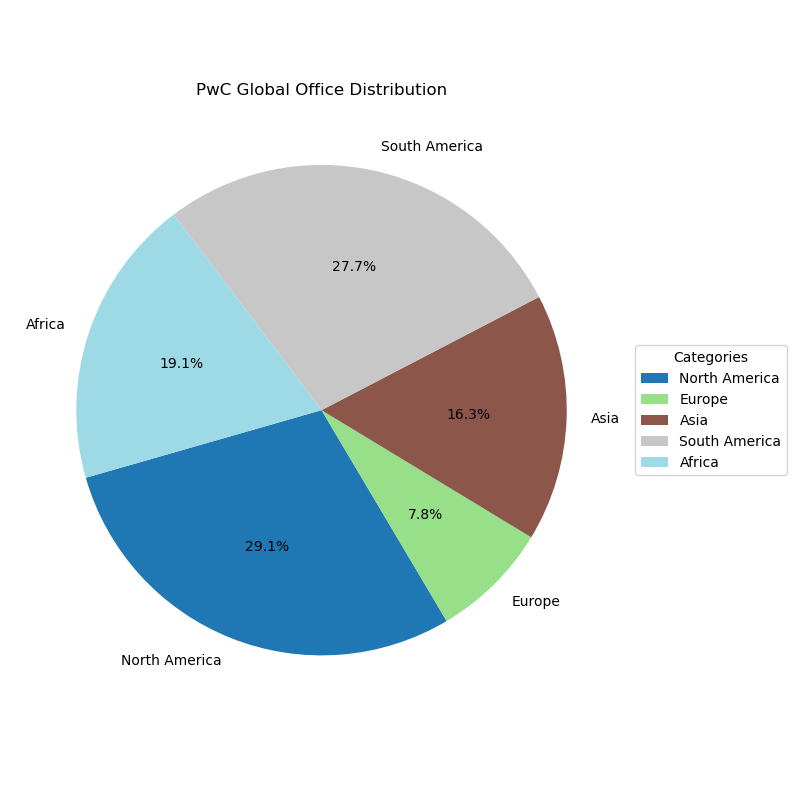 PwC Global Office Distribution
South America
27.7%
Africa
19.1%
Asia
16.3%
7.8%
Europe
29.1%
North America
Categories
North America
Europe
Asia
South America
Africa